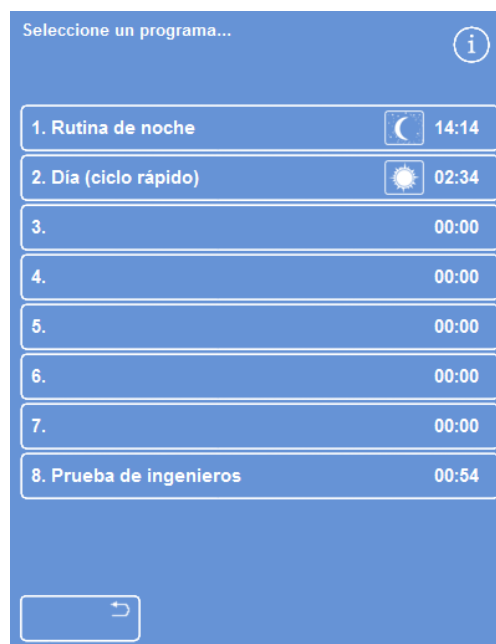 Seleccione un programa...
i
1. Rutina de noche 14:14
2. Día (ciclo rápido) 02:34
3. 00:00
4. 00:00
5. 00:00
6. 00:00
7. 00:00
8. Prueba de ingenieros 00:54